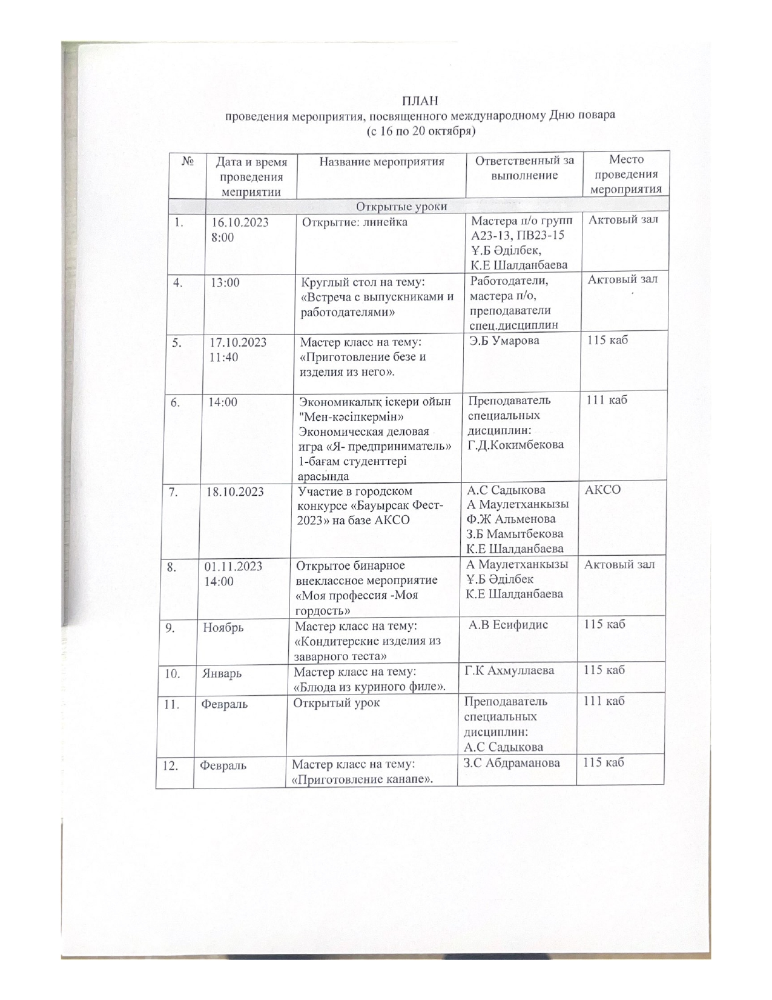 ПЛАН
проведения мероприятия, посвященного международному Дню повара
(с 16 по 20 октября)
№
Дата и время
проведения
меприятии
Название мероприятия
Ответственный за
выполнение
Место
проведения
мероприятия
Открытые уроки
1.
16.10.2023
8:00
Открытие: линейка
Мастера п/о групп
А23-13, ПВ23-15
Ұ.Б Әділбек,
К.Е Шалданбаева
Актовый зал
4.
13:00
Круглый стол на тему:
«Встреча с выпускниками и
работодателями»
Работодатели,
мастера п/о,
преподаватели
спец.дисциплин
Актовый зал
5.
17.10.2023
11:40
Мастер класс на тему:
«Приготовление безе и
изделия из него».
Э.Б Умарова
115 каб
6.
14:00
Экономикалық іскери ойын
"Мен-кәсіпкермін»
Экономическая деловая
игра «Я- предприниматель»
1-бағам студенттері
арасында
Преподаватель
специальных
дисциплин:
Г.Д.Кокимбекова
111 каб
7.
18.10.2023
Участие в городском
конкурсе «Бауырсак Фест-
2023» на базе АКСО
А.С Садыкова
А Маулетханкызы
Ф.Ж Альменова
З.Б Мамытбекова
К.Е Шалданбаева
АКСО
8.
01.11.2023
14:00
Открытое бинарное
внеклассное мероприятие
«Моя профессия -Моя
гордость»
А Маулетханкызы
Ұ.Б Әділбек
К.Е Шалданбаева
Актовый зал
9.
Ноябрь
Мастер класс на тему:
«Кондитерские изделия из
заварного теста»
А.В Есифидис
115 каб
10.
Январь
Мастер класс на тему:
«Блюда из куриного филе».
Г.К Ахмуллаева
115 каб
11.
Февраль
Открытый урок
Преподаватель
специальных
дисциплин:
А.С Садыкова
111 каб
12.
Февраль
Мастер класс на тему:
«Приготовление канапе».
З.С Абдраманова
115 каб